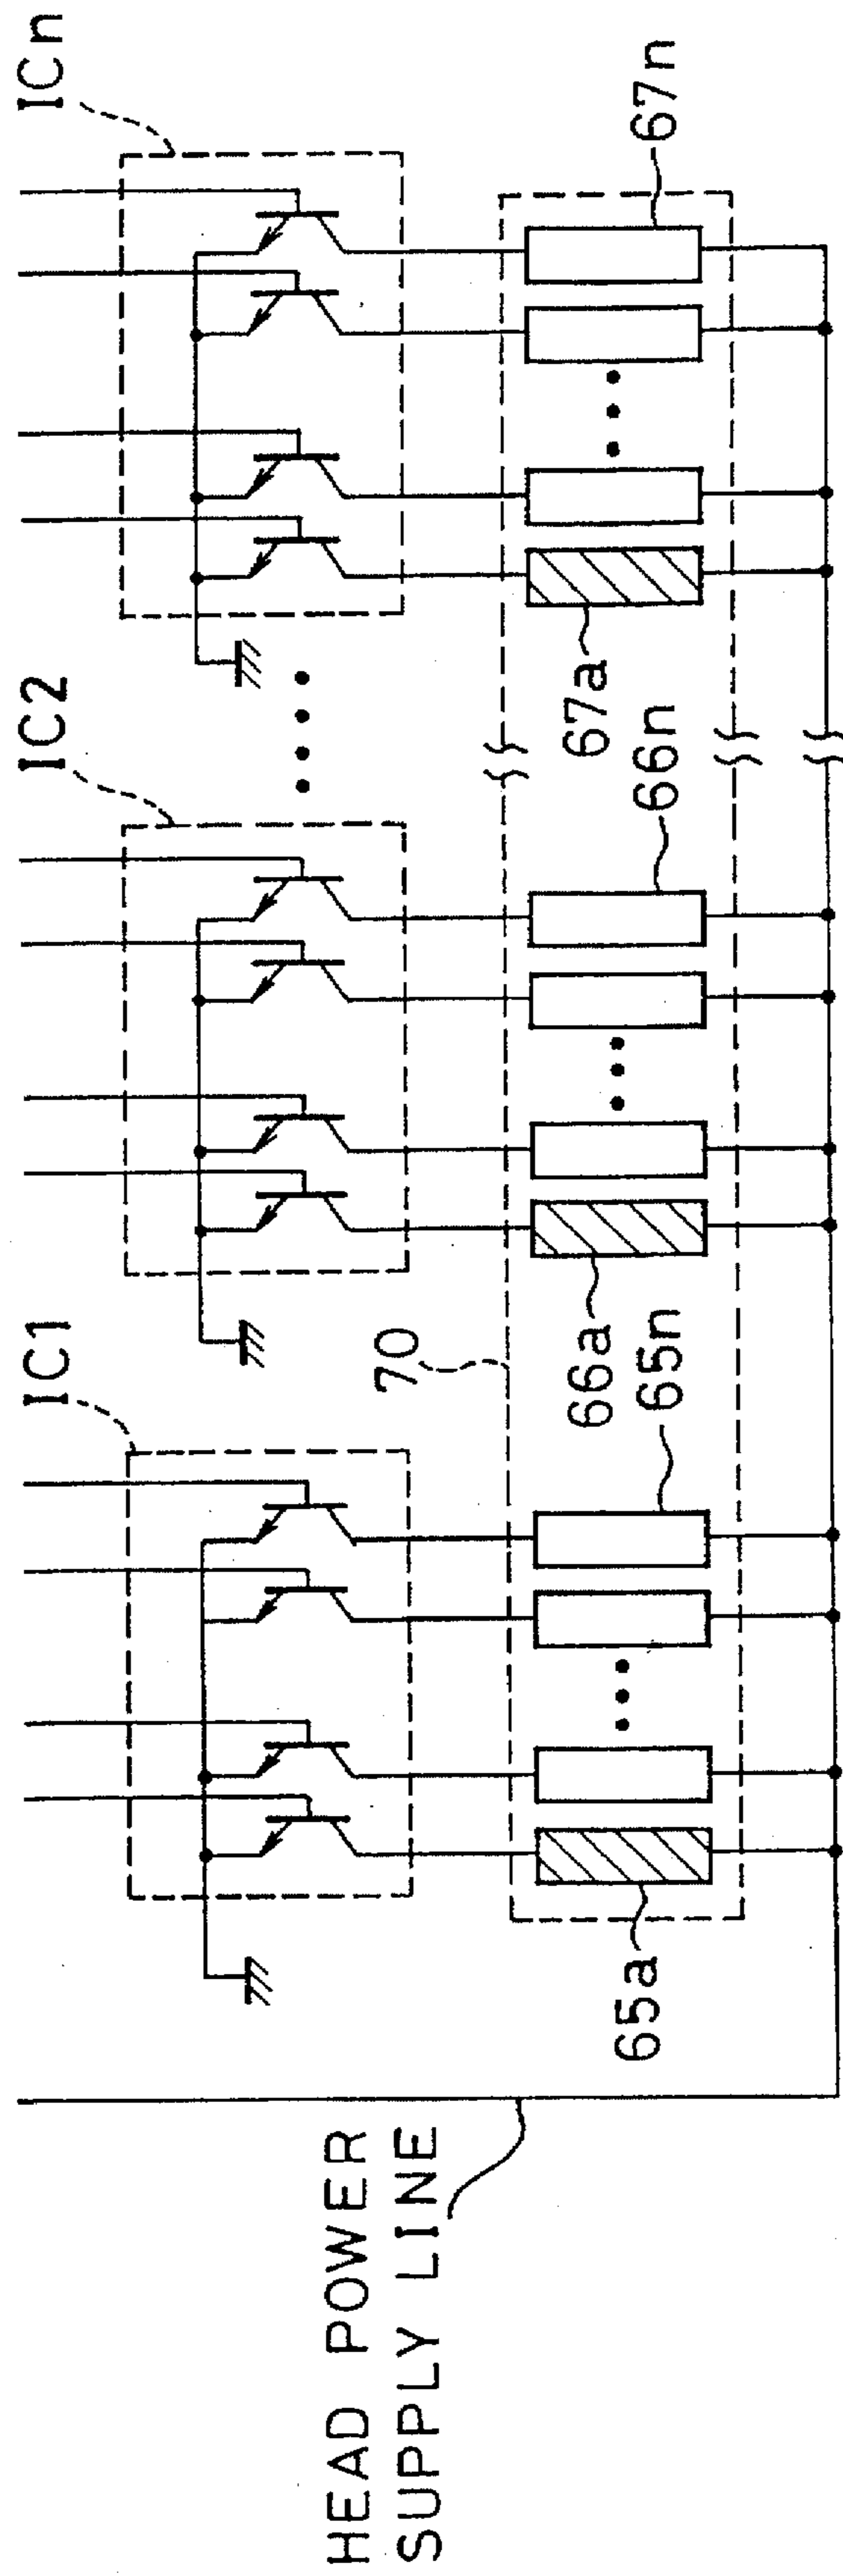 IC1
IC2
ICn
70
65a
65n
66a
66n
67a
67n
HEAD POWER
SUPPLY LINE